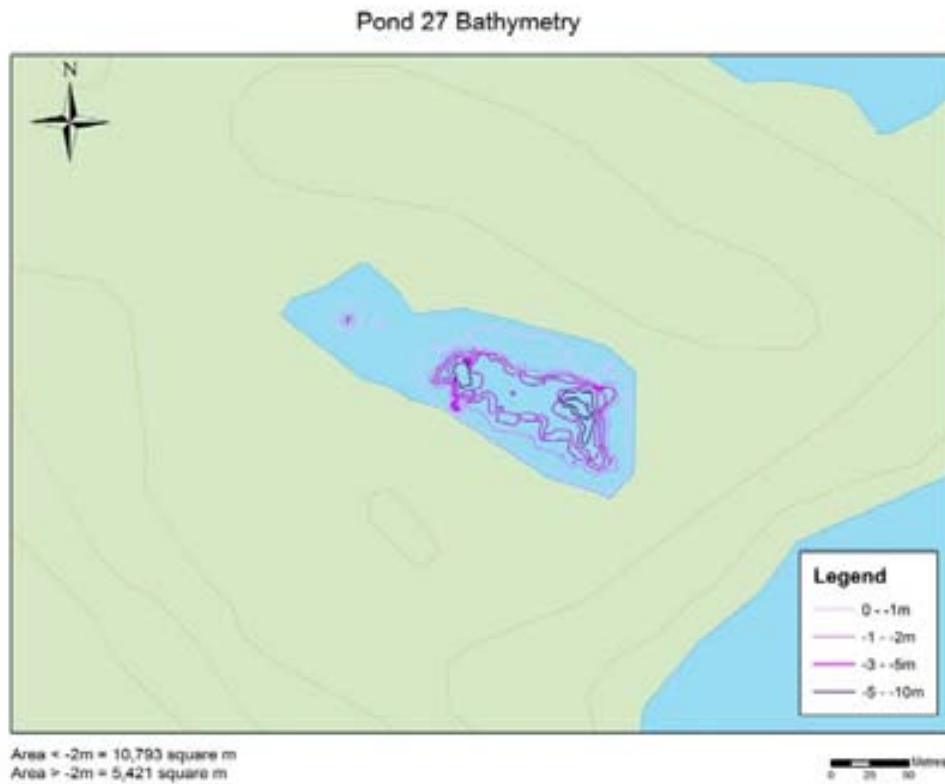 Pond 27 Bathymetry
N
Legend
0 - -1m
-1 - -2m
-3 - -5m
-5 - -10m
Area < -2m = 10,793 square m
Area > -2m = 5,421 square m
Metres
0 25 50